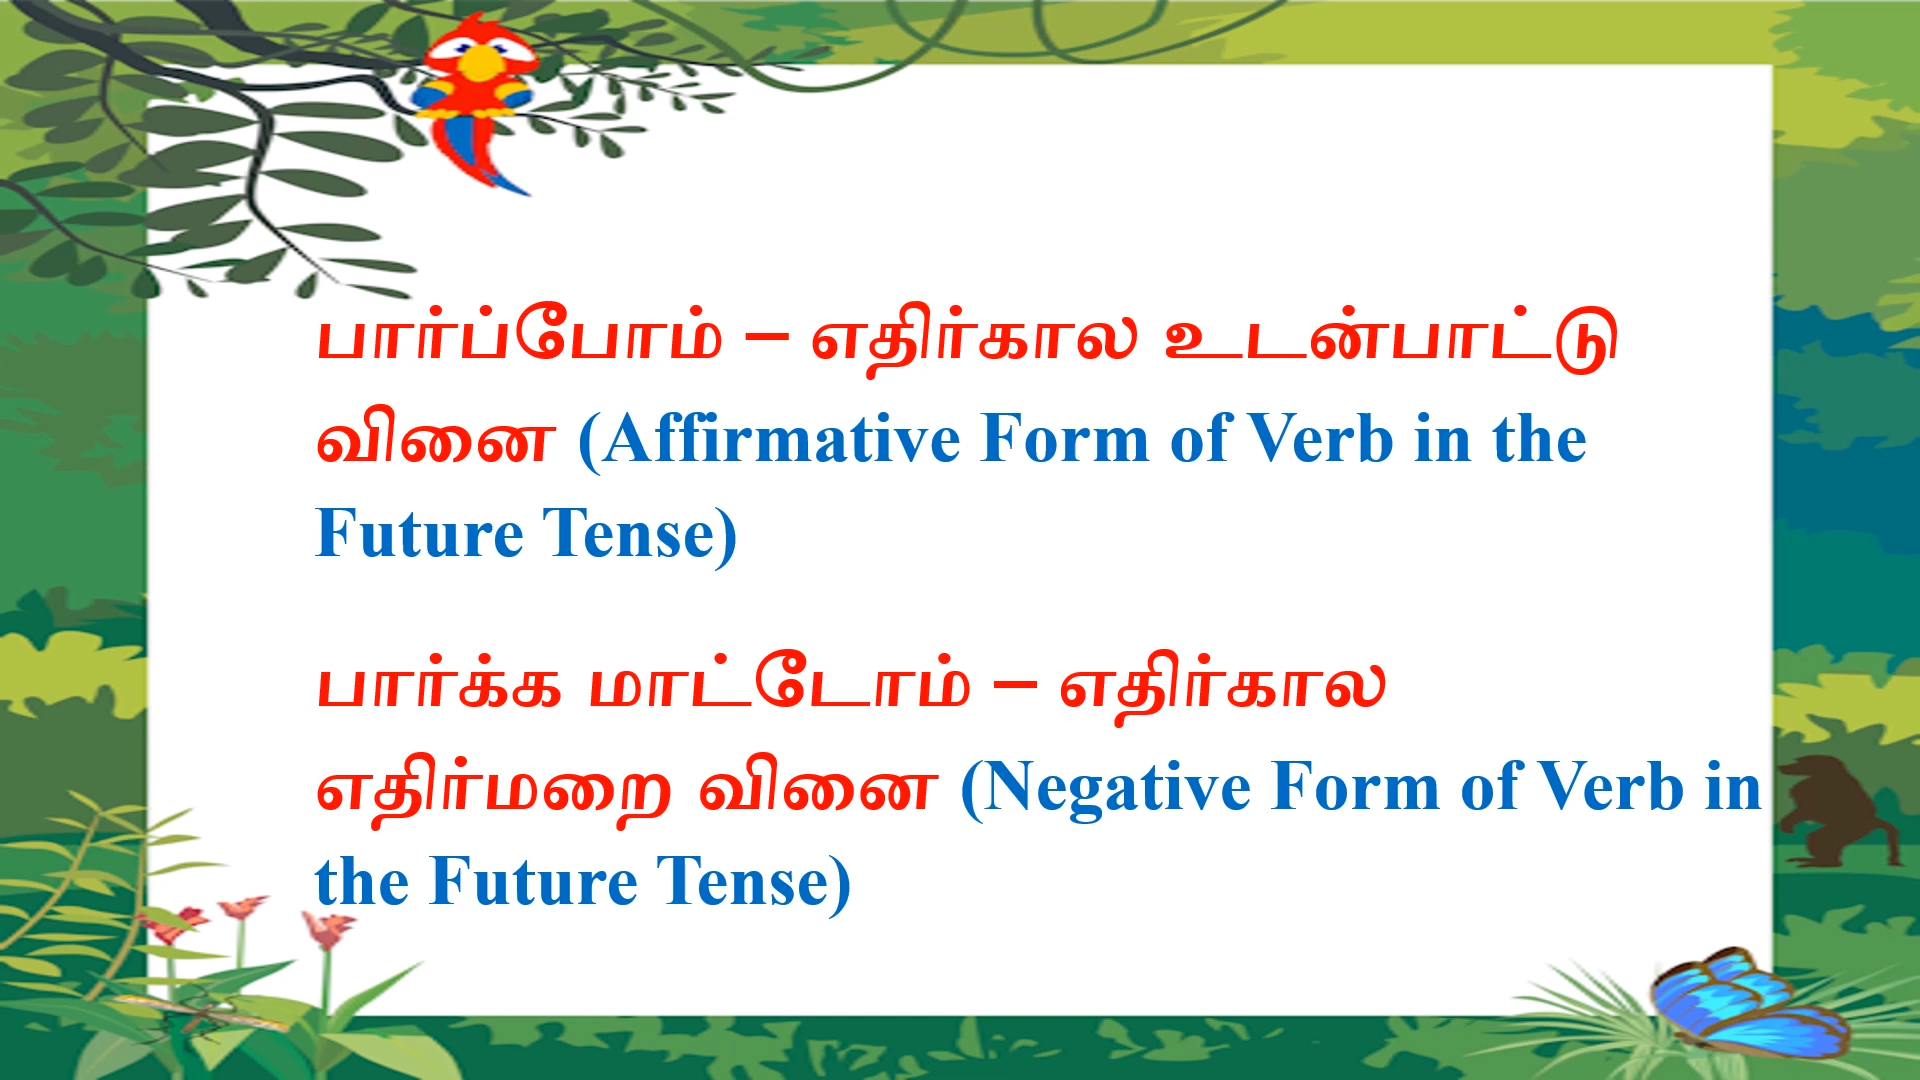 பார்ப்போம் – எதிர்கால உடன்பாட்டு
வினை (Affirmative Form of Verb in the
Future Tense)
பார்க்க மாட்டோம் – எதிர்கால
எதிர்மறை வினை (Negative Form of Verb in
the Future Tense)